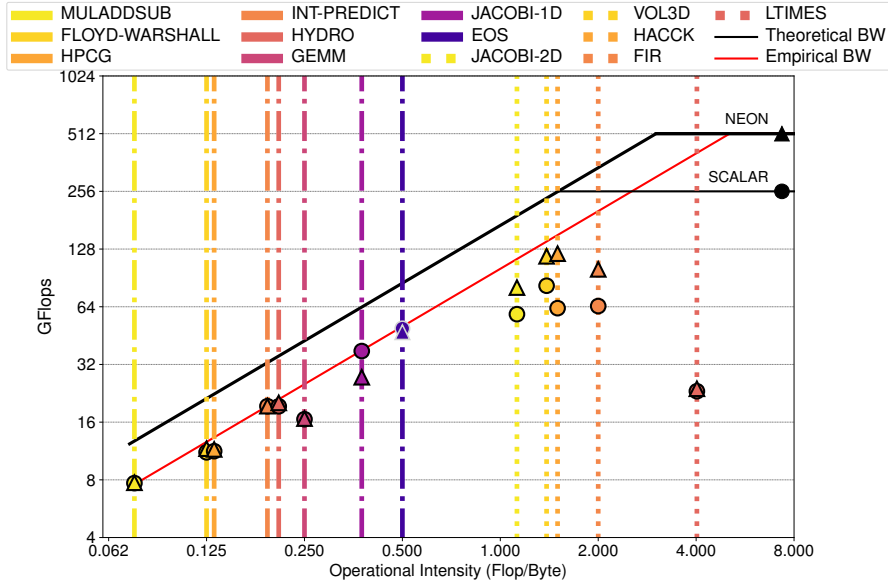 MULADDSUB INT-PREDICT JACOBI-1D VOL3D LTIMES
FLOYD-WARSHALL HYDRO EOS HACCK Theoretical BW
HPCG GEMM JACOBI-2D FIR Empirical BW
1024
512
256
128
64
32
16
8
4
GFlops
NEON
SCALAR
0.062 0.125 0.250 0.500 1.000 2.000 4.000 8.000
Operational Intensity (Flop/Byte)